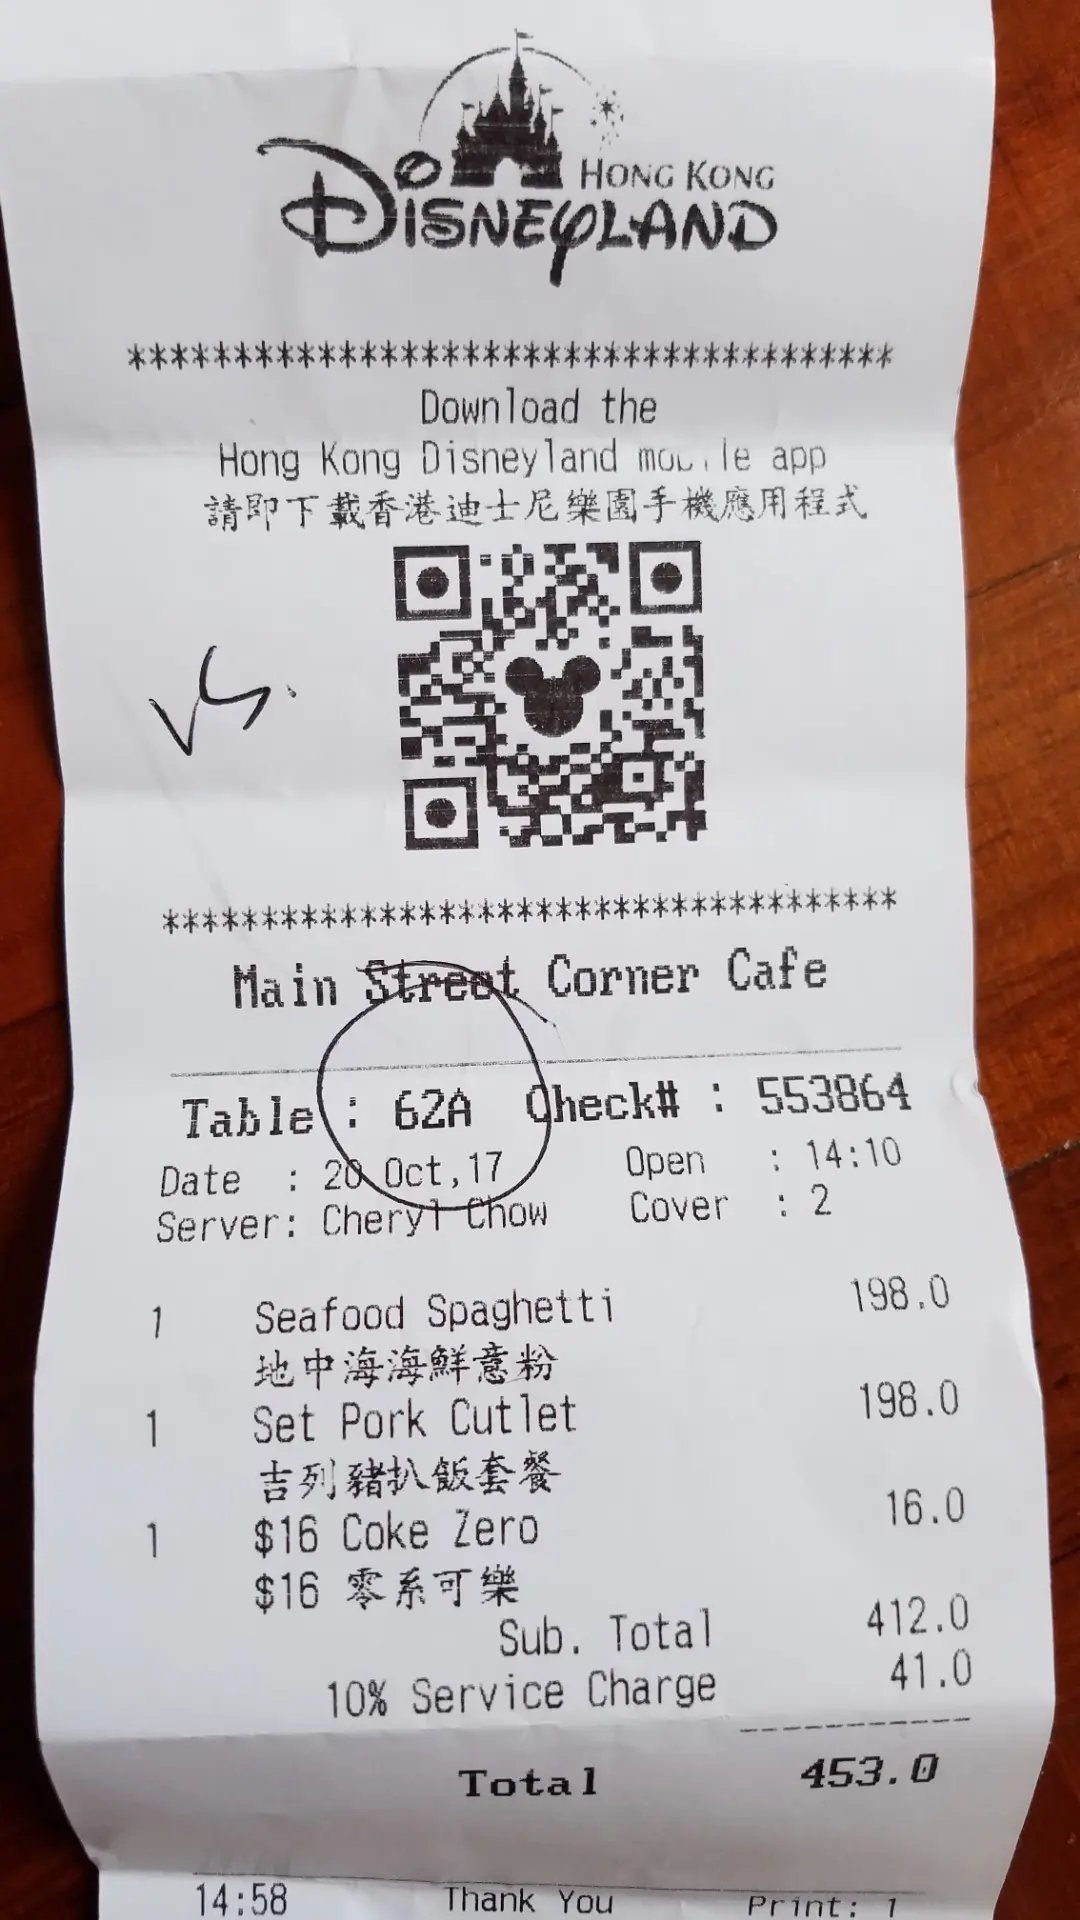 HONG KONG
DISNEYLAND
****************************************
Download the
Hong Kong Disneyland mobile app
請即下載香港迪士尼樂園手機應用程式
****************************************
Main Street Corner Cafe
Table : 62A Check# : 553864
Date : 20 Oct,17 Open : 14:10
Server: Cheryl Chow Cover : 2
1 Seafood Spaghetti 198.0
地中海海鮮意粉
1 Set Pork Cutlet 198.0
吉列豬扒飯套餐
1 $16 Coke Zero 16.0
$16 零系可樂
Sub. Total 412.0
10% Service Charge 41.0
Total 453.0
14:58 Thank You Print: 1